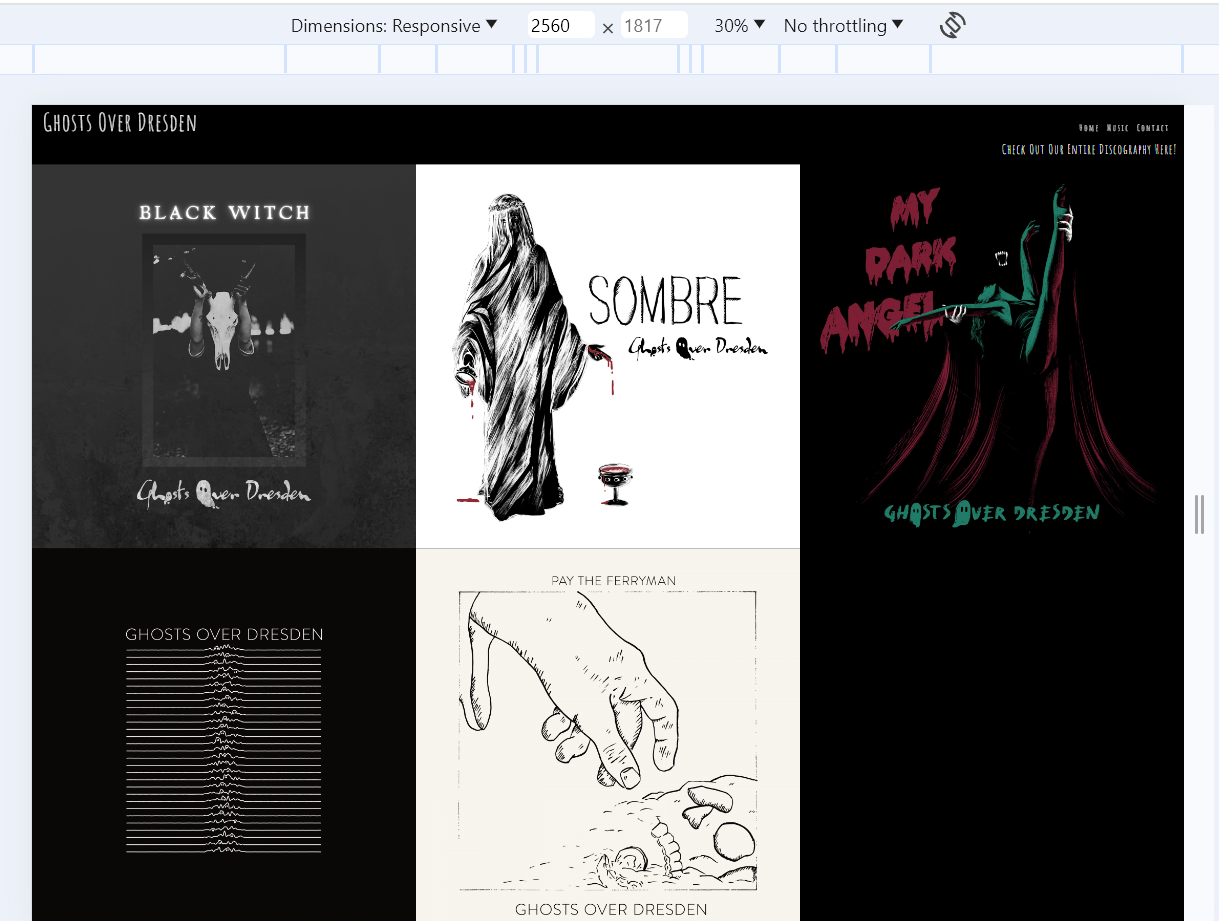 Dimensions: Responsive ▼ 2560 × 1817 30% ▼ No throttling ▼
Ghosts Over Dresden
Home Music Contact
Check Out Our Entire Discography Here!
BLACK WITCH
Ghosts Over Dresden
SOMBRE
Ghosts Over Dresden
MY
DARK
ANGEL
GHOSTS OVER DRESDEN
GHOSTS OVER DRESDEN
PAY THE FERRYMAN
GHOSTS OVER DRESDEN